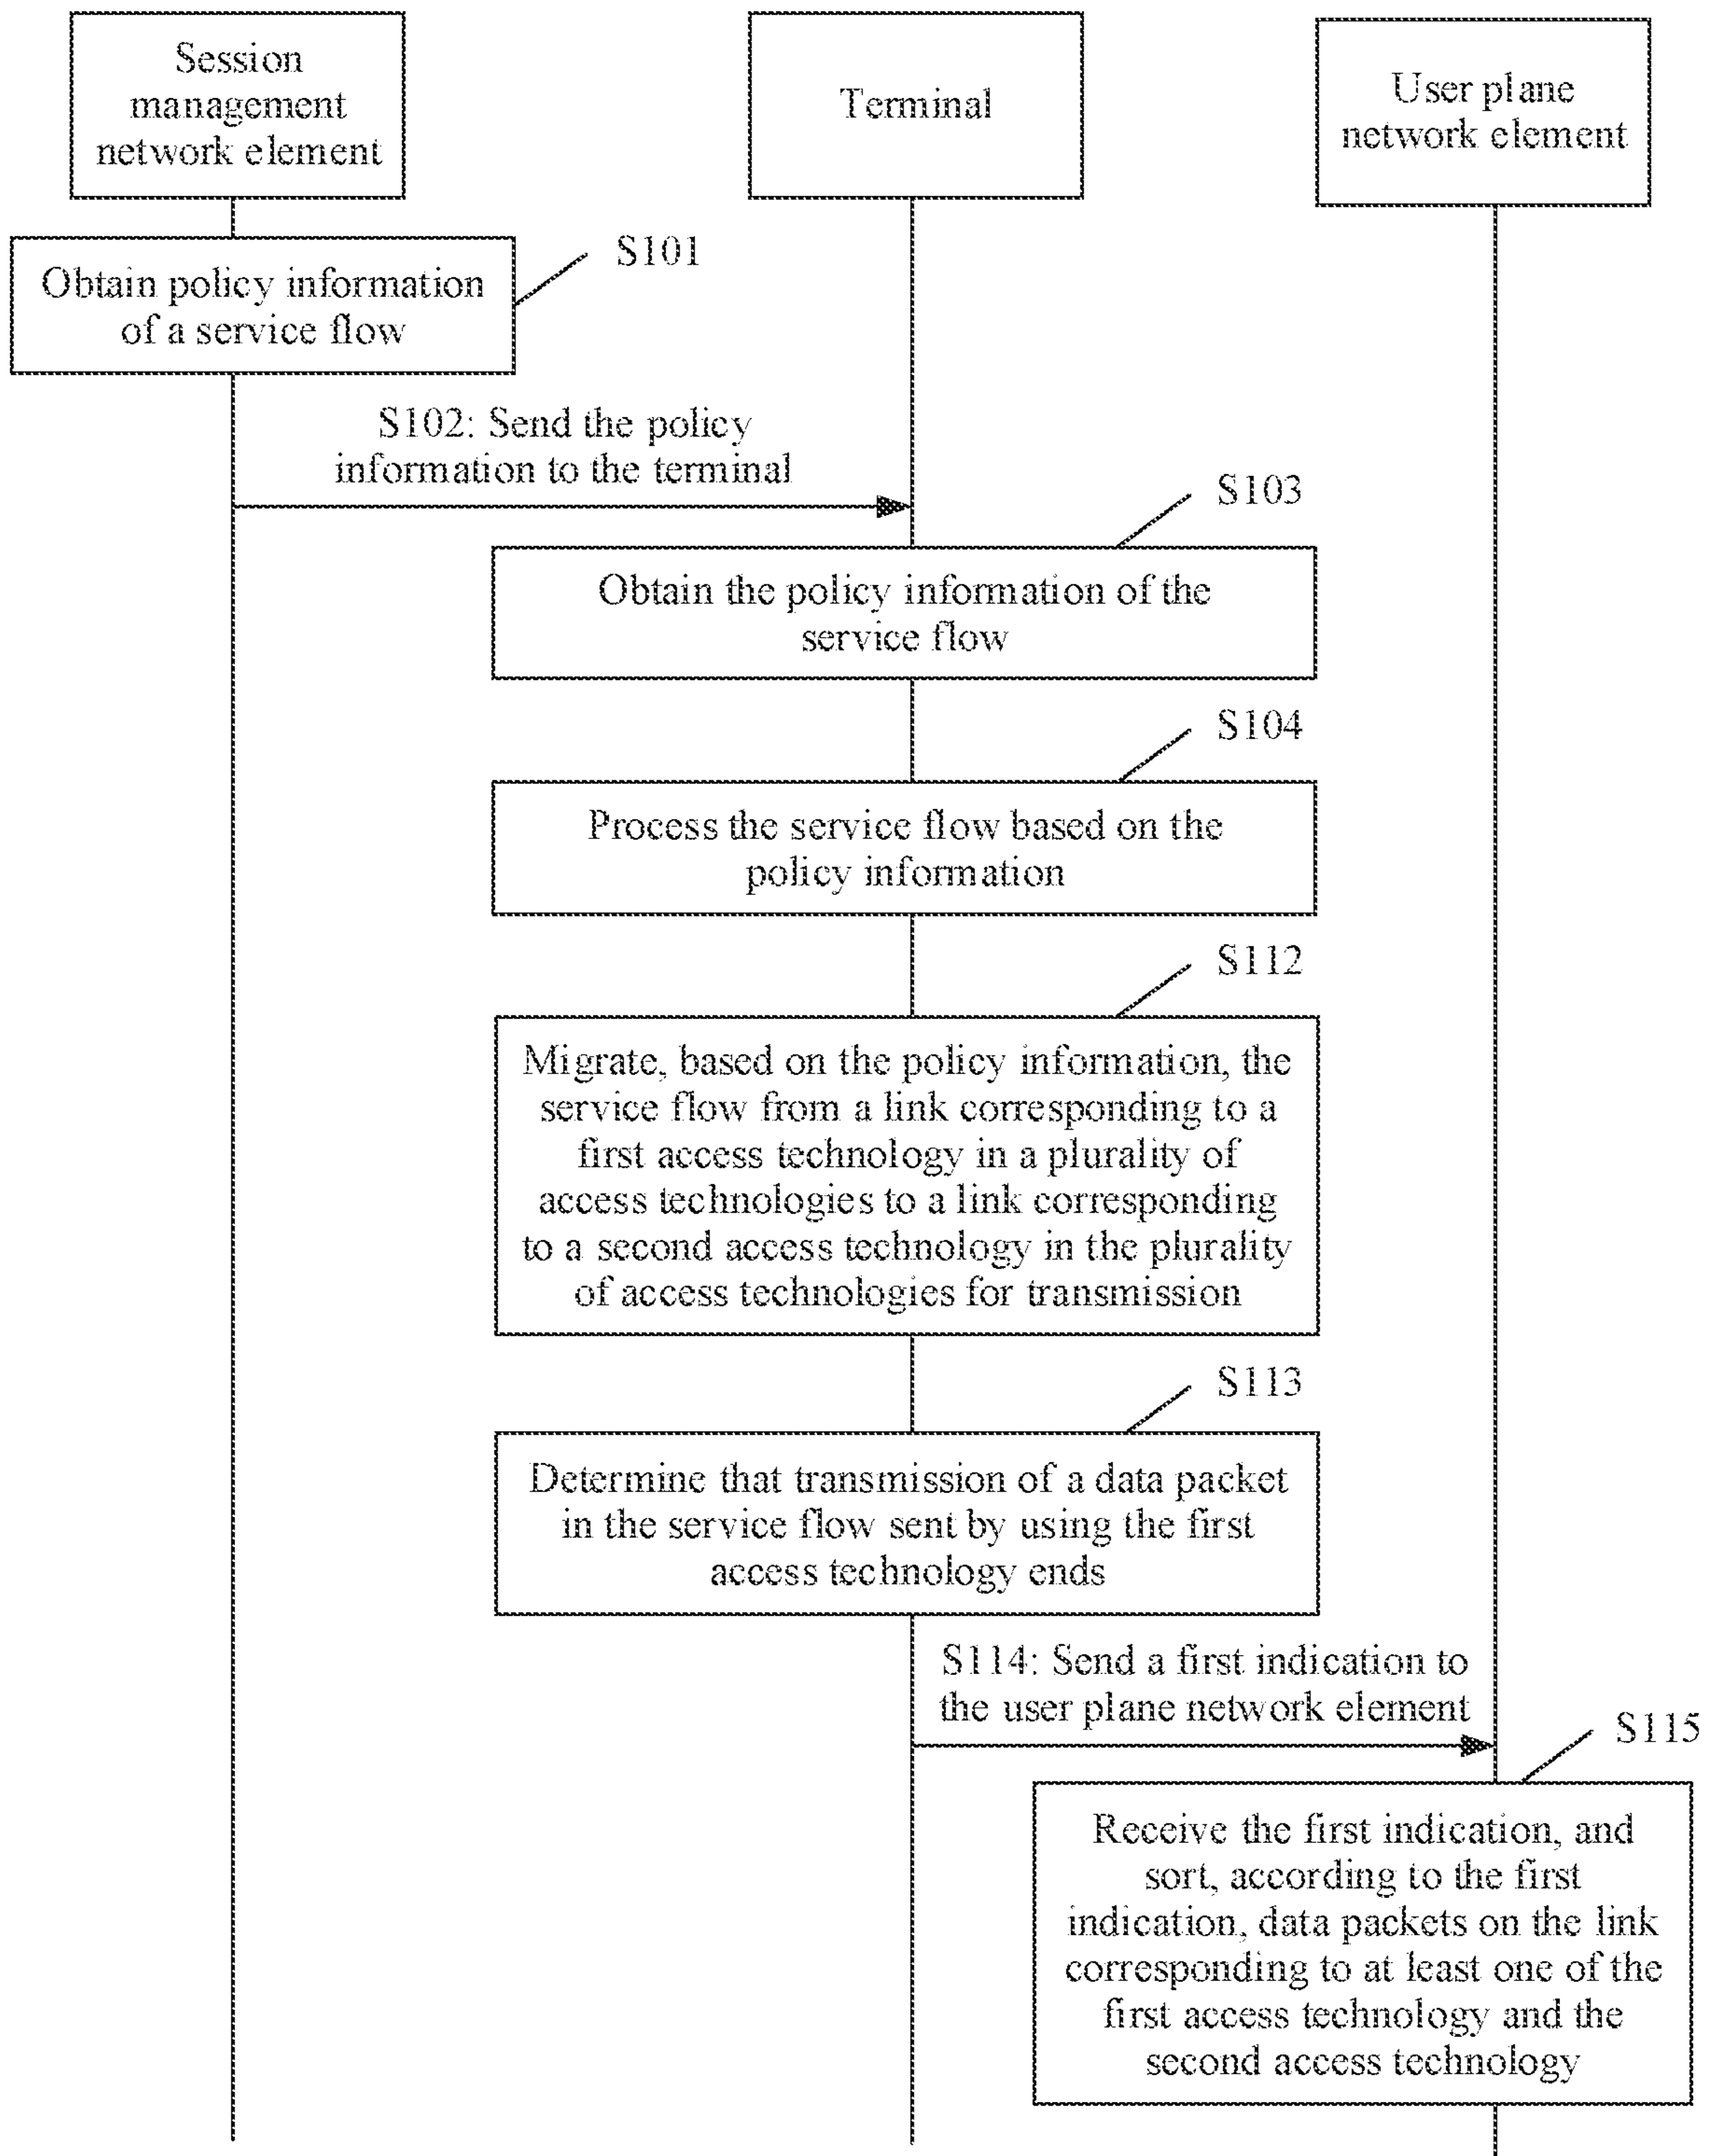 Session
management
network element
Terminal
User plane
network element
S101
Obtain policy information
of a service flow
S102: Send the policy
information to the terminal
S103
Obtain the policy information of the
service flow
S104
Process the service flow based on the
policy information
S112
Migrate, based on the policy information, the
service flow from a link corresponding to a
first access technology in a plurality of
access technologies to a link corresponding
to a second access technology in the plurality
of access technologies for transmission
S113
Determine that transmission of a data packet
in the service flow sent by using the first
access technology ends
S114: Send a first indication to
the user plane network element
S115
Receive the first indication, and
sort, according to the first
indication, data packets on the link
corresponding to at least one of the
first access technology and the
second access technology